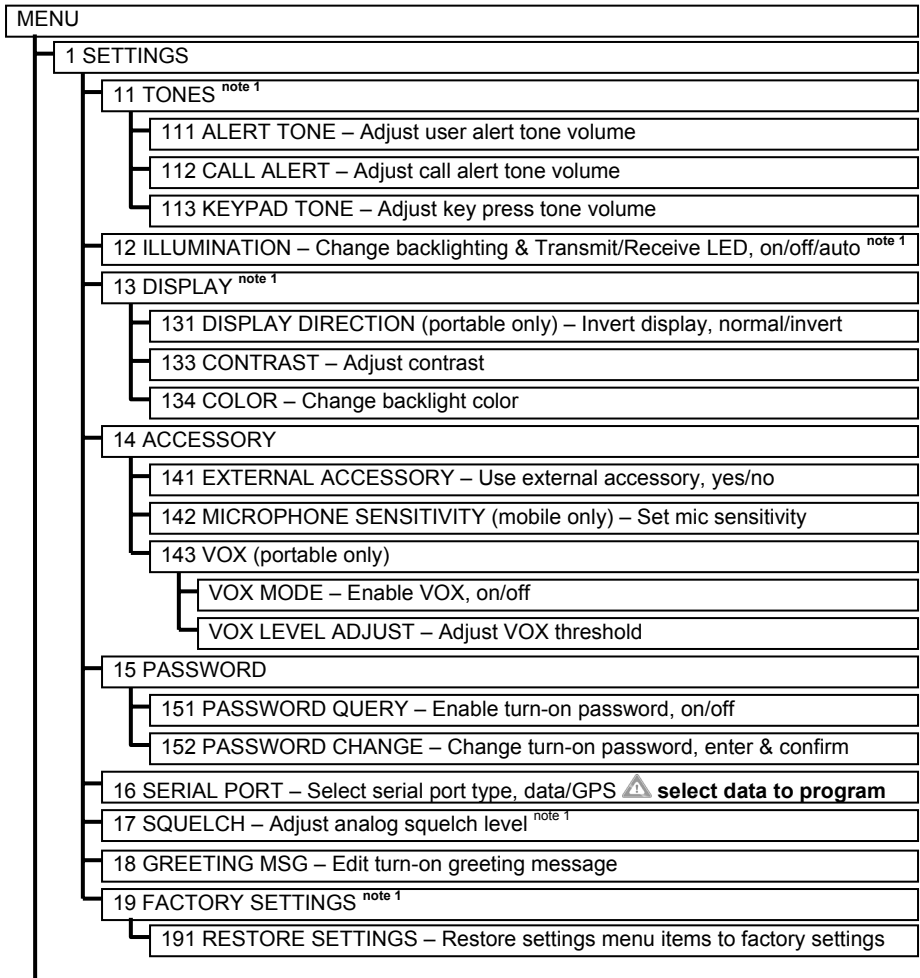 MENU
1 SETTINGS
11 TONES note 1
111 ALERT TONE – Adjust user alert tone volume
112 CALL ALERT – Adjust call alert tone volume
113 KEYPAD TONE – Adjust key press tone volume
12 ILLUMINATION – Change backlighting & Transmit/Receive LED, on/off/auto note 1
13 DISPLAY note 1
131 DISPLAY DIRECTION (portable only) – Invert display, normal/invert
133 CONTRAST – Adjust contrast
134 COLOR – Change backlight color
14 ACCESSORY
141 EXTERNAL ACCESSORY – Use external accessory, yes/no
142 MICROPHONE SENSITIVITY (mobile only) – Set mic sensitivity
143 VOX (portable only)
VOX MODE – Enable VOX, on/off
VOX LEVEL ADJUST – Adjust VOX threshold
15 PASSWORD
151 PASSWORD QUERY – Enable turn-on password, on/off
152 PASSWORD CHANGE – Change turn-on password, enter & confirm
16 SERIAL PORT – Select serial port type, data/GPS ⚠ select data to program
17 SQUELCH – Adjust analog squelch level note 1
18 GREETING MSG – Edit turn-on greeting message
19 FACTORY SETTINGS note 1
191 RESTORE SETTINGS – Restore settings menu items to factory settings